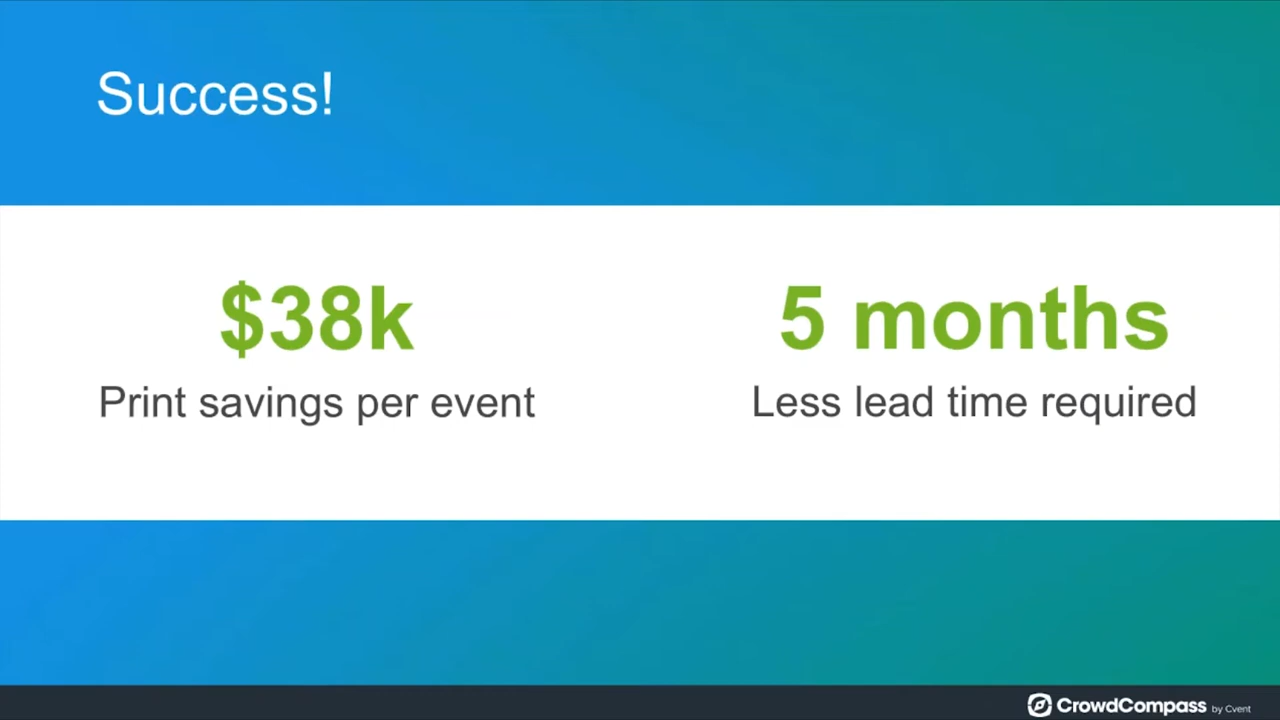 Success!
$38k
Print savings per event
5 months
Less lead time required
CrowdCompass by Cvent